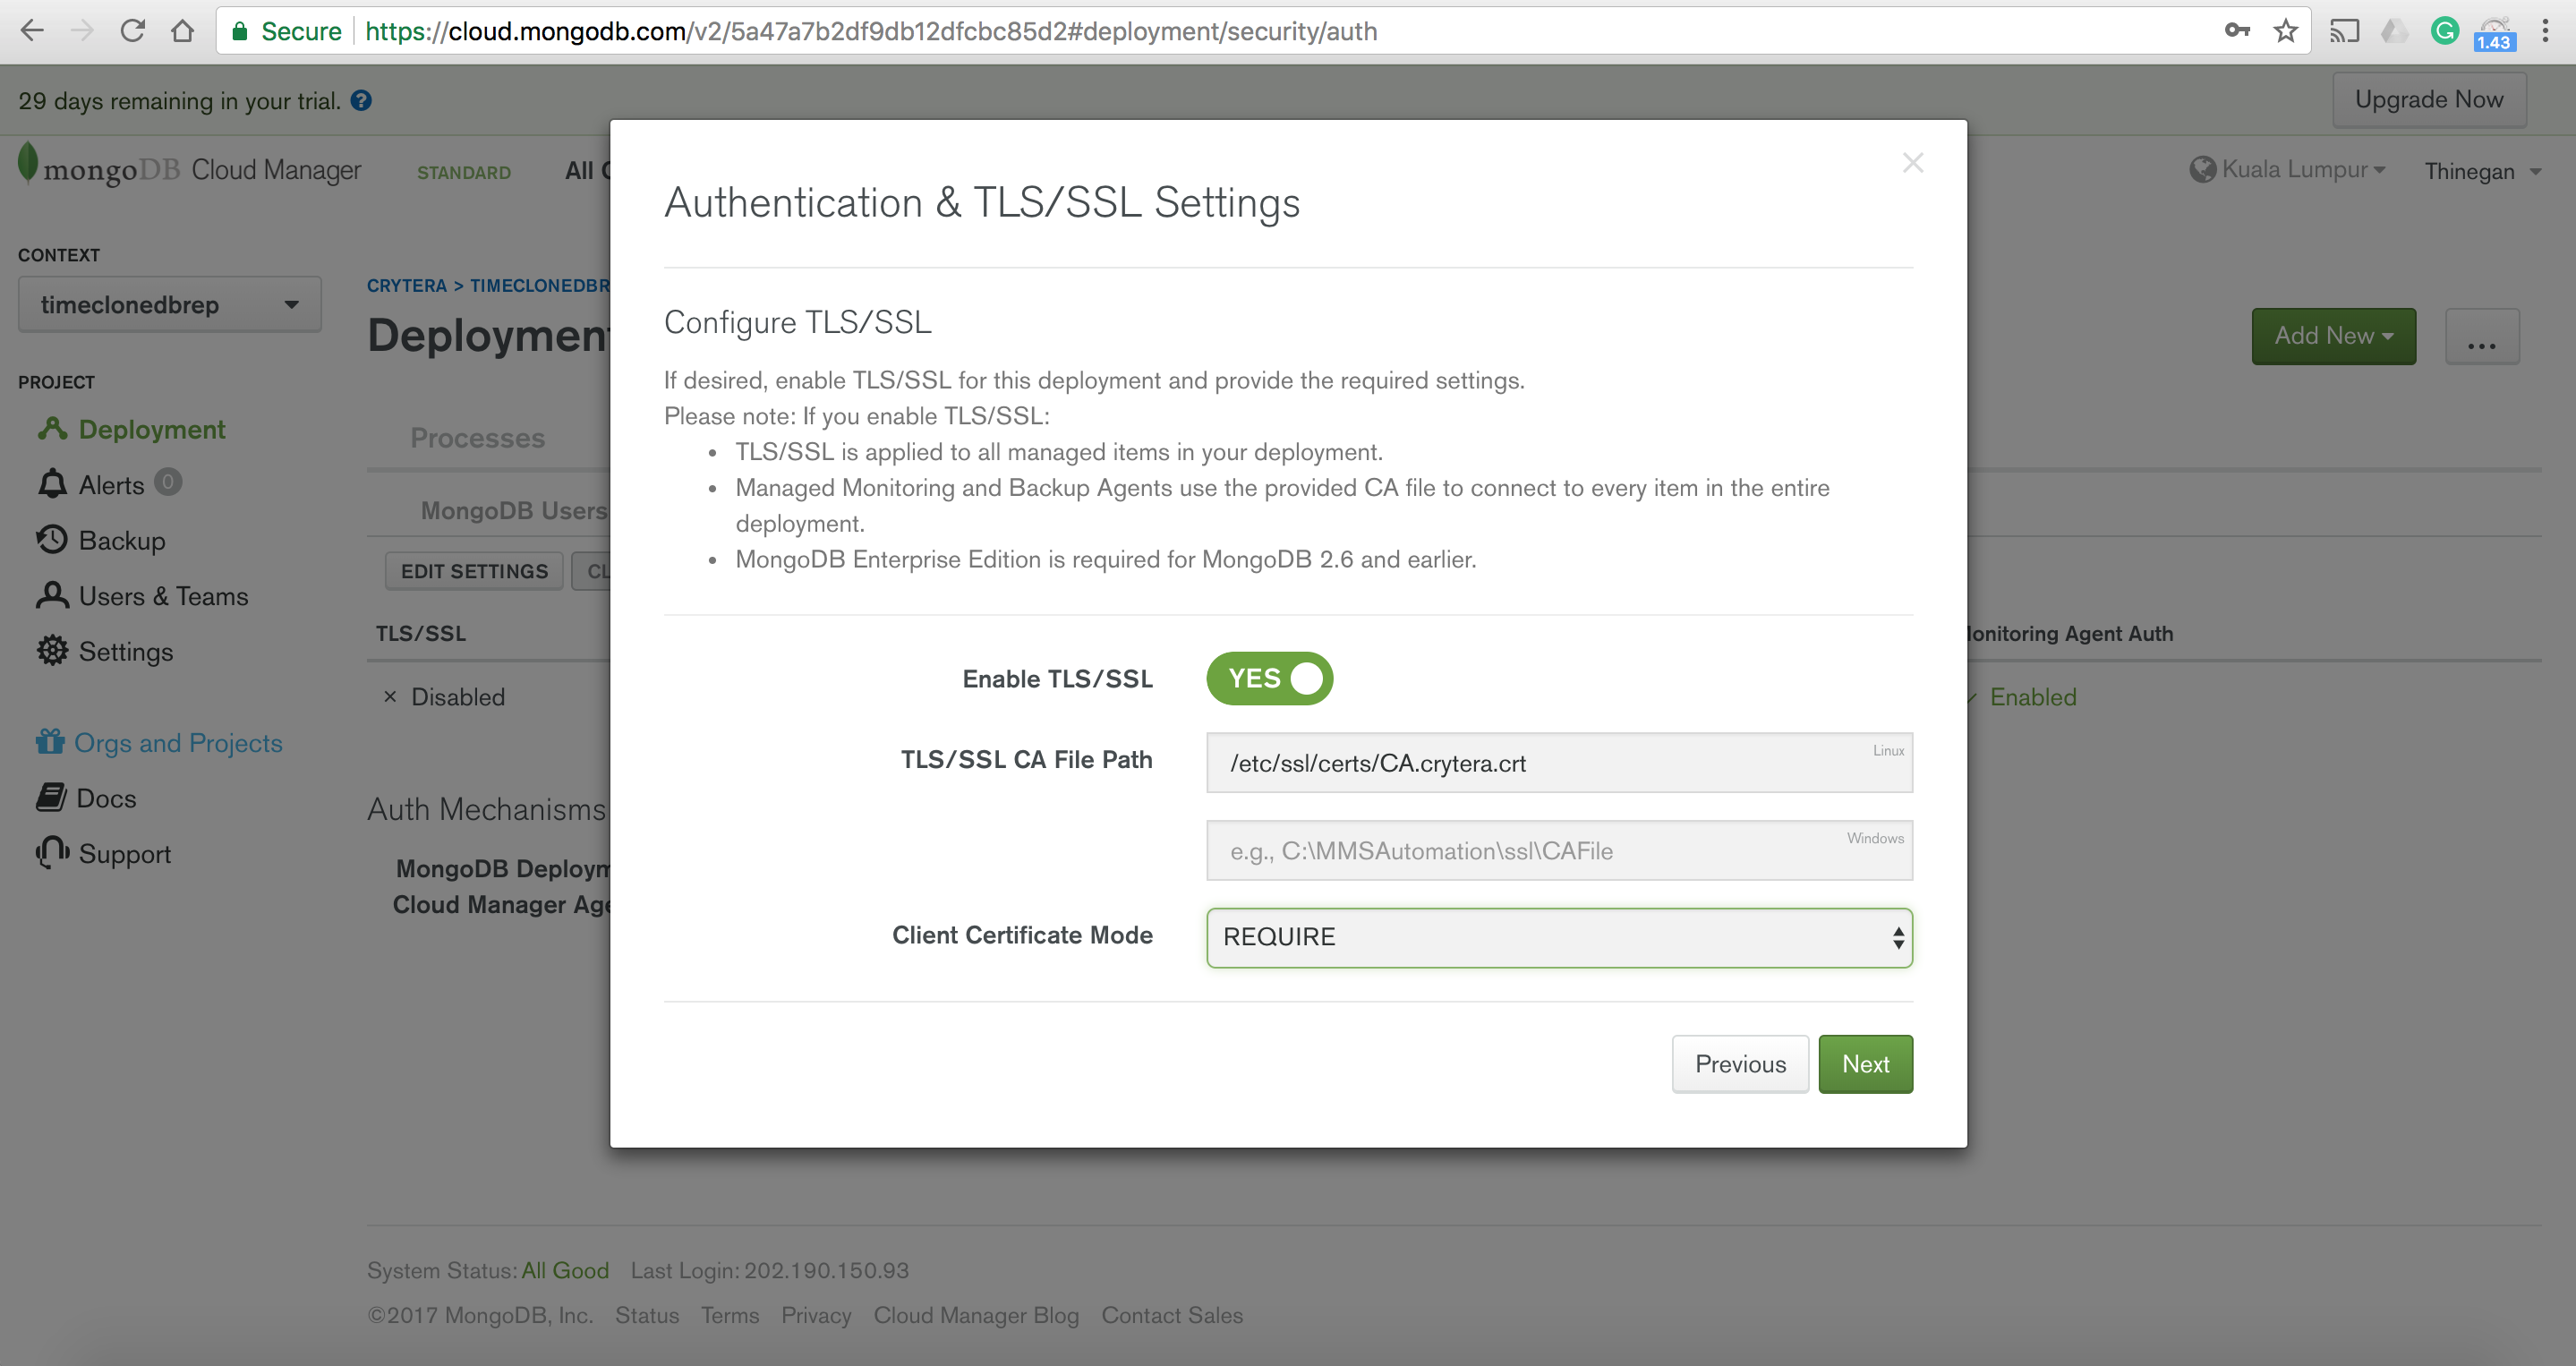 Secure https://cloud.mongodb.com/v2/5a47a7b2df9db12dfcbc85d2#deployment/security/auth
1.43
29 days remaining in your trial. ?
Upgrade Now
mongoDB Cloud Manager STANDARD All
Kuala Lumpur Thinegan
CONTEXT
timeclonedbrep
PROJECT
Deployment
Alerts 0
Backup
Users & Teams
Settings
Orgs and Projects
Docs
Support
CRYTERA > TIMECLONEDBR
Deployment
Add New ...
Processes
MongoDB Users
EDIT SETTINGS CL
TLS/SSL
× Disabled
onitoring Agent Auth
Enabled
Auth Mechanisms
MongoDB Deploym
Cloud Manager Age
Authentication & TLS/SSL Settings
Configure TLS/SSL
If desired, enable TLS/SSL for this deployment and provide the required settings.
Please note: If you enable TLS/SSL:
• TLS/SSL is applied to all managed items in your deployment.
• Managed Monitoring and Backup Agents use the provided CA file to connect to every item in the entire
deployment.
• MongoDB Enterprise Edition is required for MongoDB 2.6 and earlier.
Enable TLS/SSL YES
TLS/SSL CA File Path /etc/ssl/certs/CA.crytera.crt Linux
e.g., C:\MMSAutomation\ssl\CAFile Windows
Client Certificate Mode REQUIRE
Previous Next
System Status: All Good Last Login: 202.190.150.93
©2017 MongoDB, Inc. Status Terms Privacy Cloud Manager Blog Contact Sales